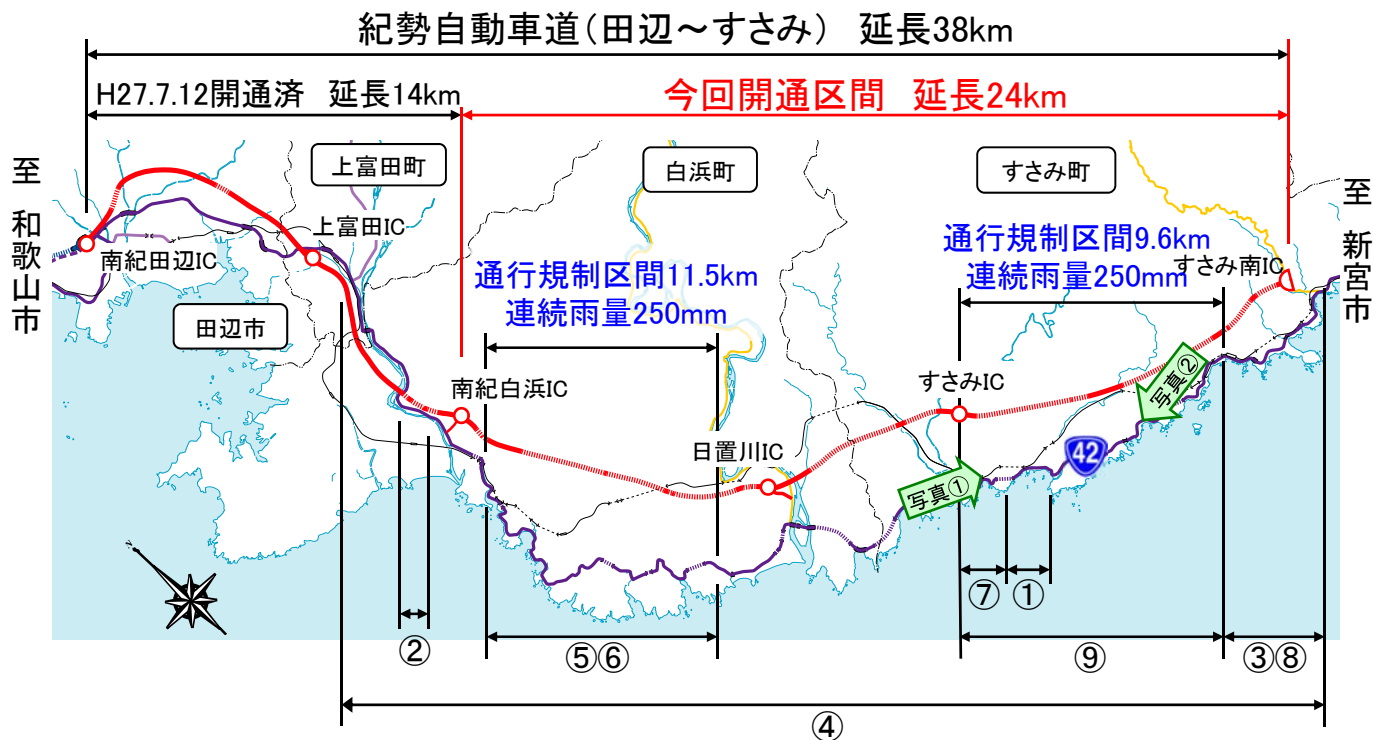 紀勢自動車道(田辺～すさみ) 延長38km
H27.7.12開通済 延長14km
今回開通区間 延長24km
至 和歌山市
上富田町
白浜町
すさみ町
至 新宮市
上富田IC
南紀田辺IC
通行規制区間11.5km
連続雨量250mm
通行規制区間9.6km
連続雨量250mm
すさみ南IC
田辺市
南紀白浜IC
すさみIC
写真②
日置川IC
42
写真①
⑦
①
②
⑤⑥
⑨
③⑧
④